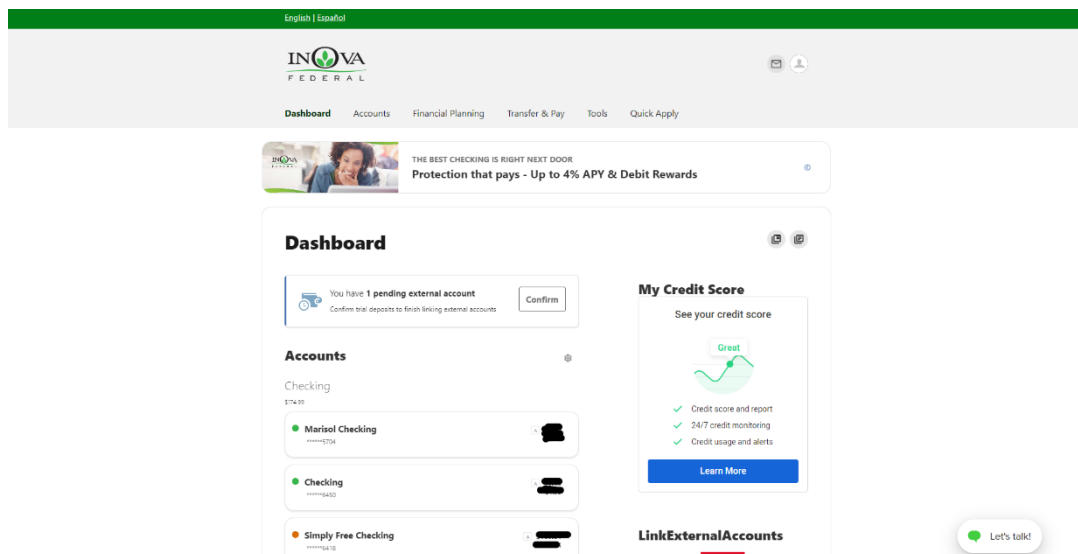 English | Español
INOVA
FEDERAL
Dashboard Accounts Financial Planning Transfer & Pay Tools Quick Apply
INOVA
THE BEST CHECKING IS RIGHT NEXT DOOR
Protection that pays - Up to 4% APY & Debit Rewards
Dashboard
You have 1 pending external account
Confirm trial deposits to finish linking external accounts
Confirm
Accounts
Checking
$174.99
Marisol Checking
******5704
Checking
******6450
Simply Free Checking
******6418
My Credit Score
See your credit score
Great
Credit score and report
24/7 credit monitoring
Credit usage and alerts
Learn More
LinkExternalAccounts
Let's talk!